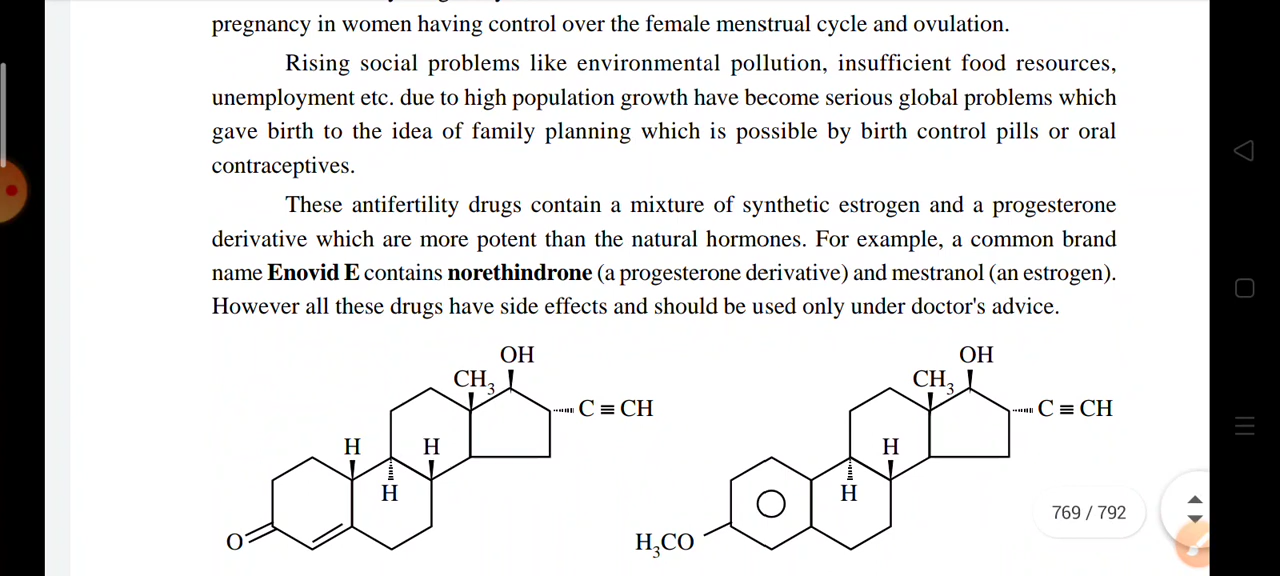 pregnancy in women having control over the female menstrual cycle and ovulation.
Rising social problems like environmental pollution, insufficient food resources,
unemployment etc. due to high population growth have become serious global problems which
gave birth to the idea of family planning which is possible by birth control pills or oral
contraceptives.
These antifertility drugs contain a mixture of synthetic estrogen and a progesterone
derivative which are more potent than the natural hormones. For example, a common brand
name Enovid E contains norethindrone (a progesterone derivative) and mestranol (an estrogen).
However all these drugs have side effects and should be used only under doctor's advice.
OH
CH3
C ≡ CH
H
H
H
O
OH
CH3
C ≡ CH
H
H
H3CO
769 / 792